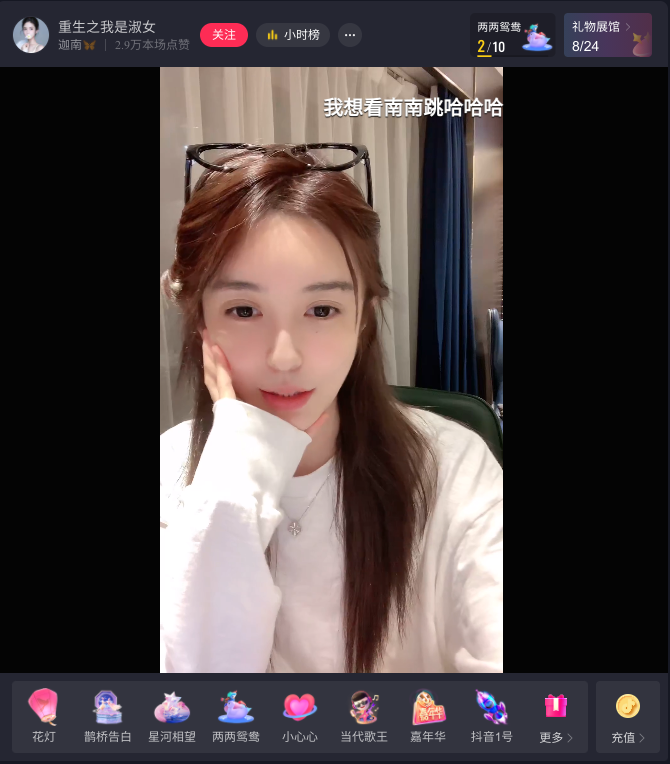 重生之我是淑女
迦南🦋 | 2.9万本场点赞
关注
小时榜
两两鸳鸯
2/10
礼物展馆
8/24
我想看南南跳哈哈哈
花灯
鹊桥告白
星河相望
两两鸳鸯
小心心
当代歌王
嘉年华
嘉年华
抖音1号
更多
充值